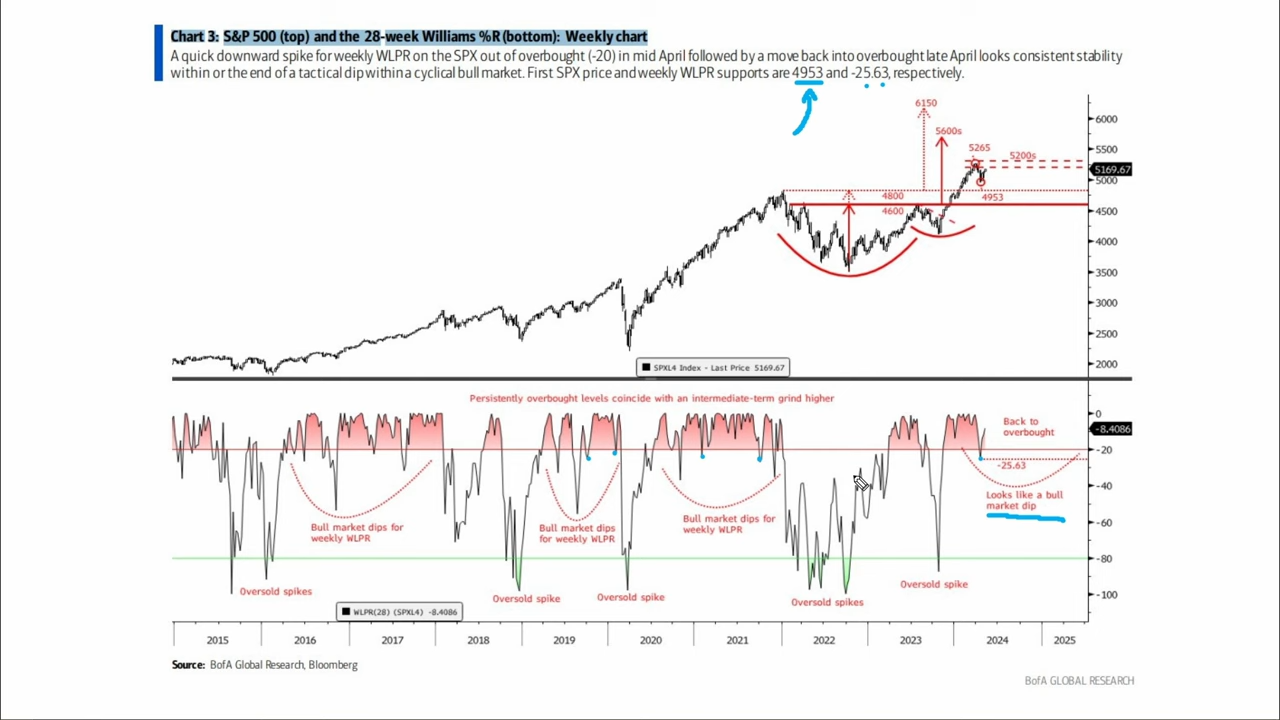 Chart 3: S&P 500 (top) and the 28-week Williams %R (bottom): Weekly chart
A quick downward spike for weekly WLPR on the SPX out of overbought (-20) in mid April followed by a move back into overbought late April looks consistent stability
within or the end of a tactical dip within a cyclical bull market. First SPX price and weekly WLPR supports are 4953 and -25.63, respectively.
6150
5600s
5265
5200s
4800
4600
4953
6000
5500
5169.67
5000
4500
4000
3500
3000
2500
2000
SPXL4 Index - Last Price 5169.67
Persistently overbought levels coincide with an intermediate-term grind higher
0
-8.4086
-20
-40
-60
-80
-100
Back to
overbought
-25.63
Looks like a bull
market dip
Bull market dips for
weekly WLPR
Bull market dips
for weekly WLPR
Bull market dips for
weekly WLPR
Oversold spikes
Oversold spike
Oversold spike
Oversold spikes
Oversold spike
WLPR(28) (SPXL4) -8.4086
2015 2016 2017 2018 2019 2020 2021 2022 2023 2024 2025
Source: BofA Global Research, Bloomberg
BofA GLOBAL RESEARCH